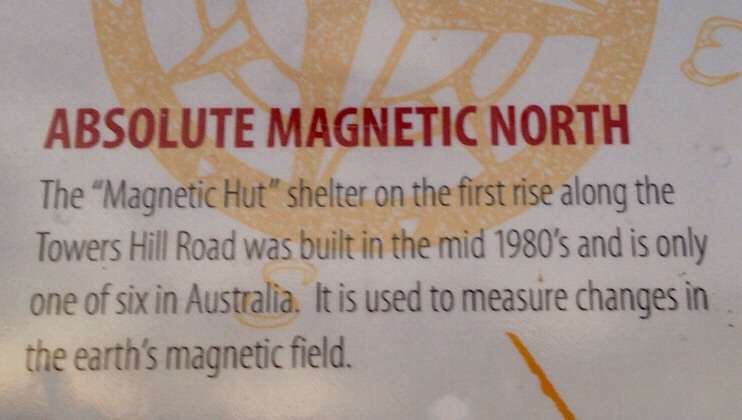 ABSOLUTE MAGNETIC NORTH
The “Magnetic Hut” shelter on the first rise along the
Towers Hill Road was built in the mid 1980’s and is only
one of six in Australia. It is used to measure changes in
the earth’s magnetic field.